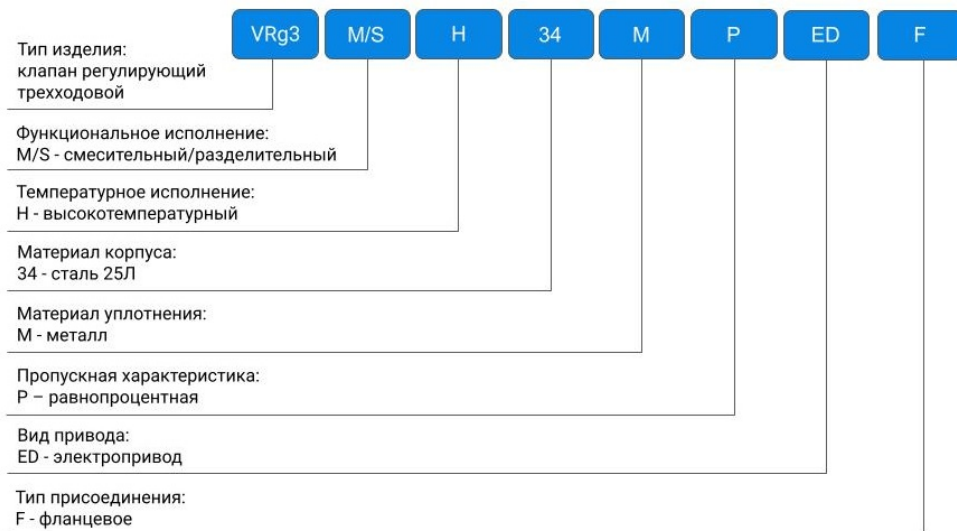 VRg3 M/S H 34 M P ED F
Тип изделия:
клапан регулирующий
трехходовой
Функциональное исполнение:
M/S - смесительный/разделительный
Температурное исполнение:
H - высокотемпературный
Материал корпуса:
34 - сталь 25Л
Материал уплотнения:
M - металл
Пропускная характеристика:
P – равнопроцентная
Вид привода:
ED - электропривод
Тип присоединения:
F - фланцевое